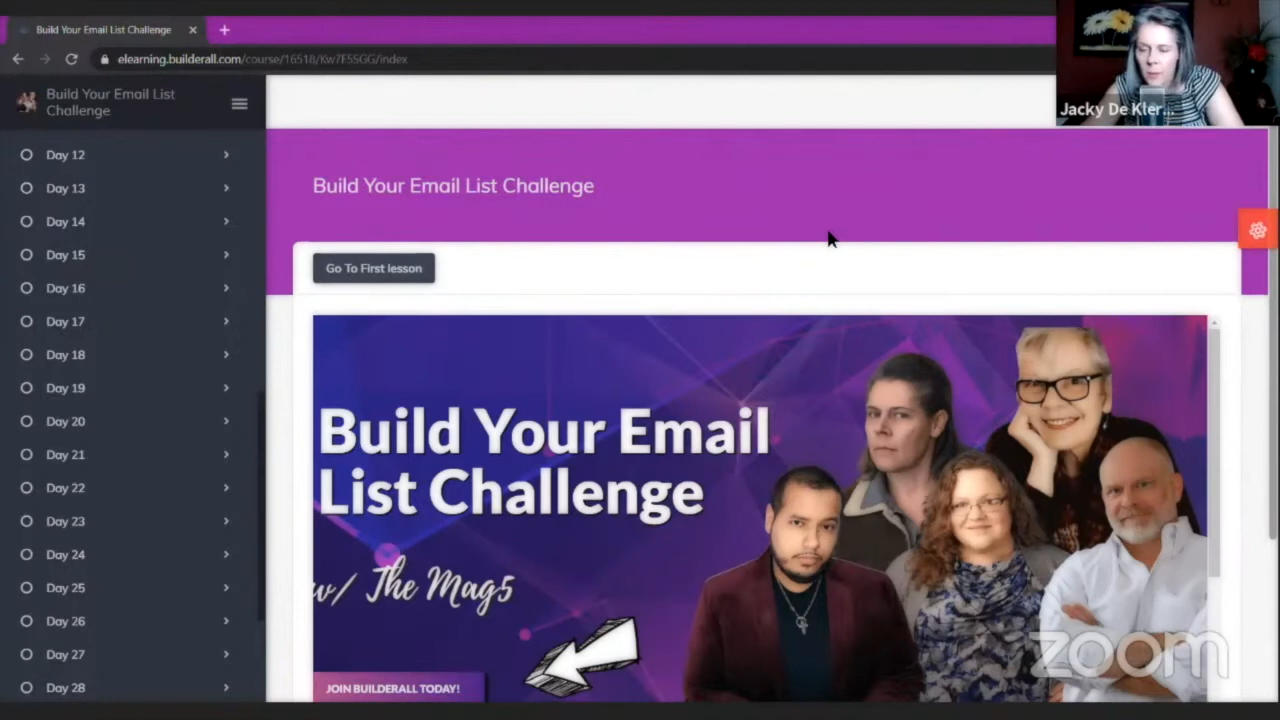 Build Your Email List Challenge
elearning.builderall.com/course/16518/Kw7F5SGG/index
Jacky De Kler...
Build Your Email List
Challenge
Day 12
Day 13
Day 14
Day 15
Day 16
Day 17
Day 18
Day 19
Day 20
Day 21
Day 22
Day 23
Day 24
Day 25
Day 26
Day 27
Day 28
Build Your Email List Challenge
Go To First lesson
Build Your Email
List Challenge
w/ The Mag5
JOIN BUILDERALL TODAY!
zoom